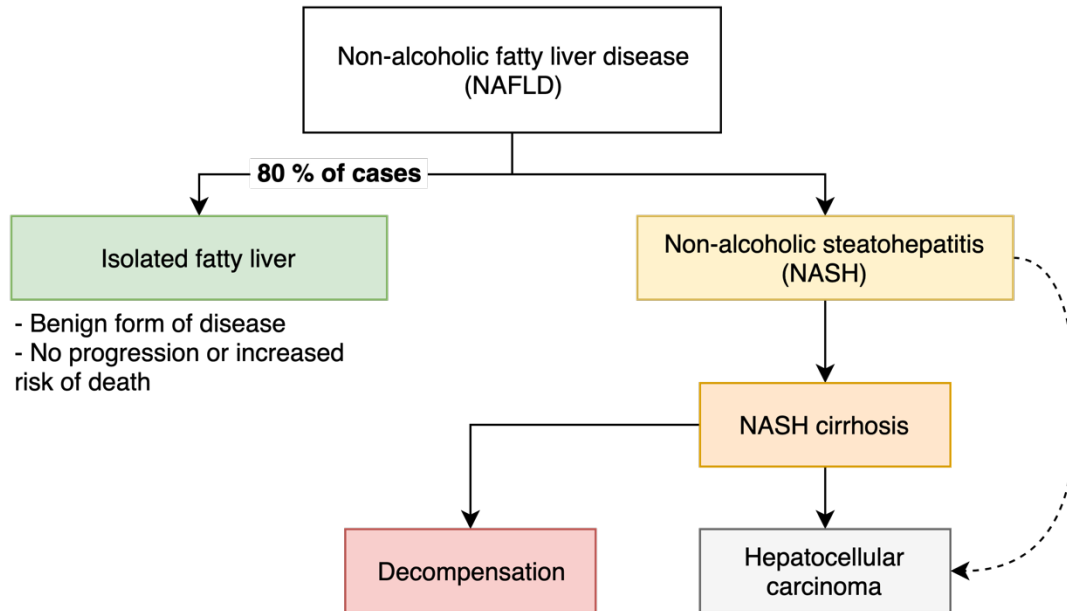 Non-alcoholic fatty liver disease
(NAFLD)
80 % of cases
Isolated fatty liver
- Benign form of disease
- No progression or increased
risk of death
Non-alcoholic steatohepatitis
(NASH)
NASH cirrhosis
Decompensation
Hepatocellular
carcinoma